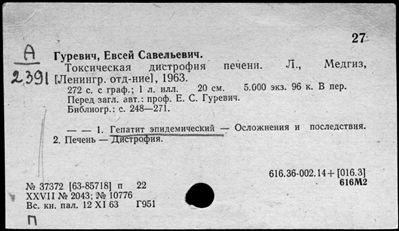 27
А
2391
Гуревич, Евсей Савельевич.
Токсическая дистрофия печени. Л., Медгиз,
[Ленингр. отд-ние], 1963.
272 с. с граф.; 1 л. илл. 20 см. 5.000 экз. 96 к. В пер.
Перед загл. авт.: проф. Е. С. Гуревич.
Библиогр.: с. 248—271.
— — 1. Гепатит эпидемический — Осложнения и последствия.
2. Печень — Дистрофия.
616.36-002.14+[016.3]
616М2
№ 37372 [63-85718] п 22
XXVII № 2043; № 10776
Вс. кн. пал. 12 XI 63 Г951
П